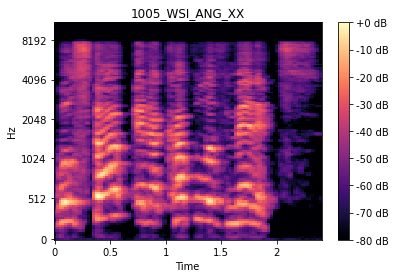 1005_WSI_ANG_XX
Hz
8192
4096
2048
1024
512
0
0
0.5
1
1.5
2
Time
+0 dB
-10 dB
-20 dB
-30 dB
-40 dB
-50 dB
-60 dB
-70 dB
-80 dB